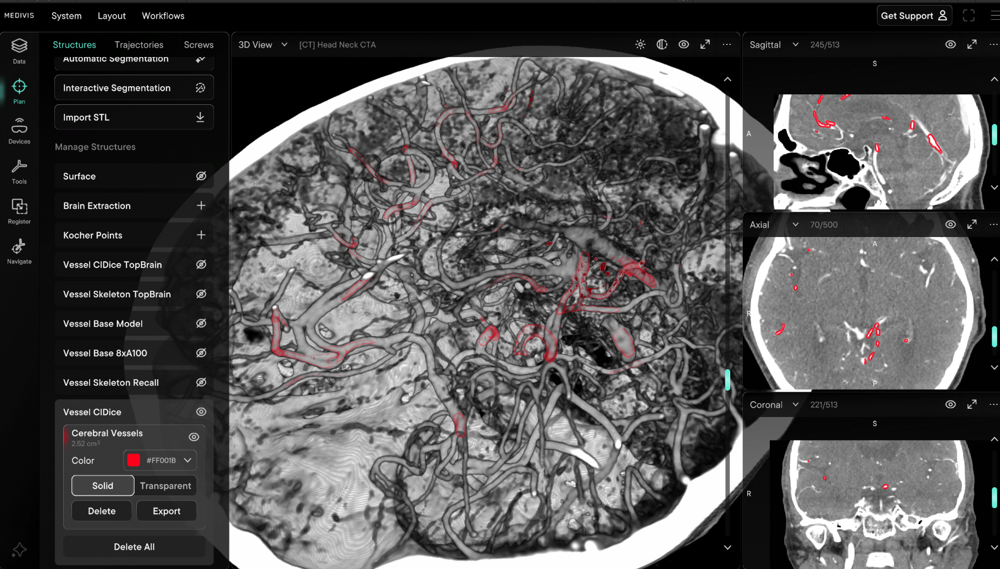 MEDIVIS
System
Layout
Workflows
Get Support
Data
Plan
Devices
Tools
Register
Navigate
Structures
Trajectories
Screws
Automatic Segmentation
Interactive Segmentation
Import STL
Manage Structures
Surface
Brain Extraction
Kocher Points
Vessel ClDice TopBrain
Vessel Skeleton TopBrain
Vessel Base Model
Vessel Base 8xA100
Vessel Skeleton Recall
Vessel ClDice
Cerebral Vessels
2.52 cm³
Color
#FF001B
Solid
Transparent
Delete
Export
Delete All
3D View
[CT] Head Neck CTA
Sagittal
245/513
S
A
Axial
70/500
A
R
P
Coronal
221/513
S
R